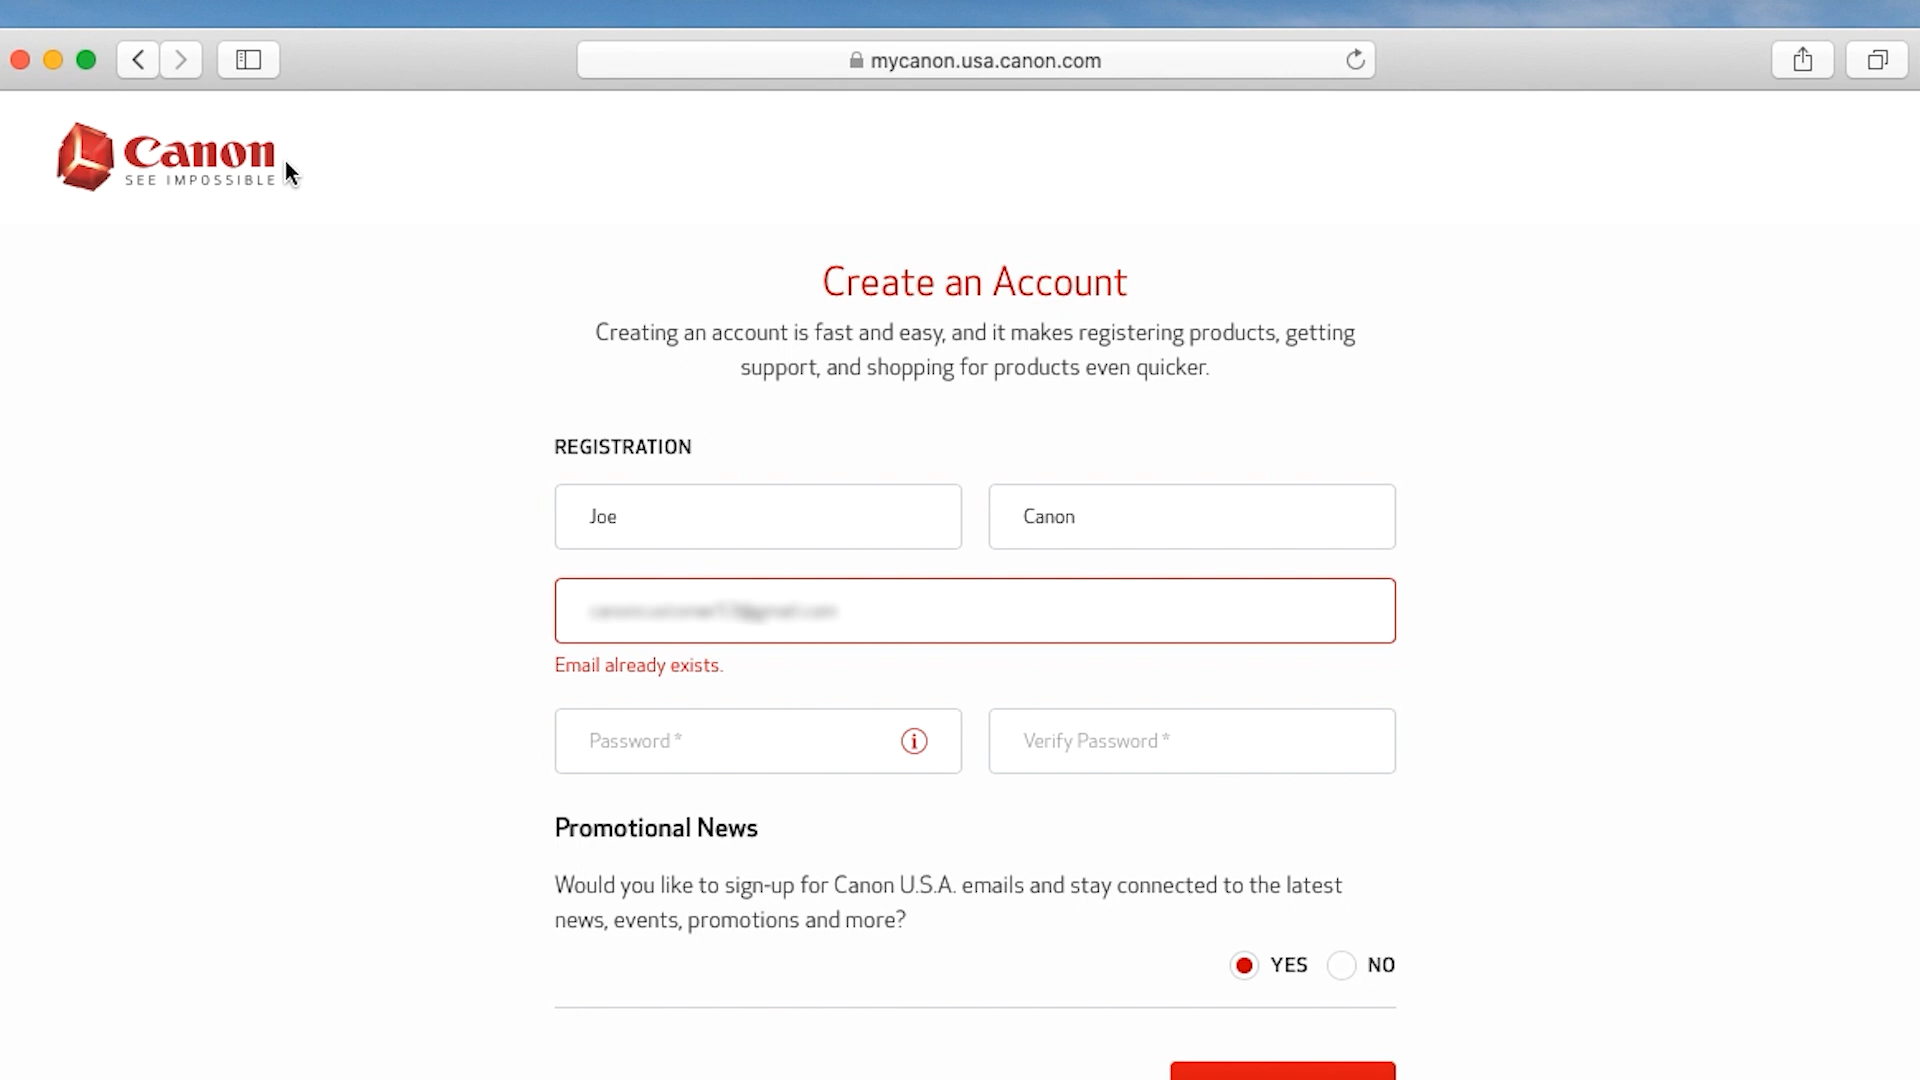 mycanon.usa.canon.com
Canon
SEE IMPOSSIBLE
Create an Account
Creating an account is fast and easy, and it makes registering products, getting
support, and shopping for products even quicker.
REGISTRATION
Joe
Canon
Email already exists.
Password *
Verify Password *
Promotional News
Would you like to sign-up for Canon U.S.A. emails and stay connected to the latest
news, events, promotions and more?
YES NO